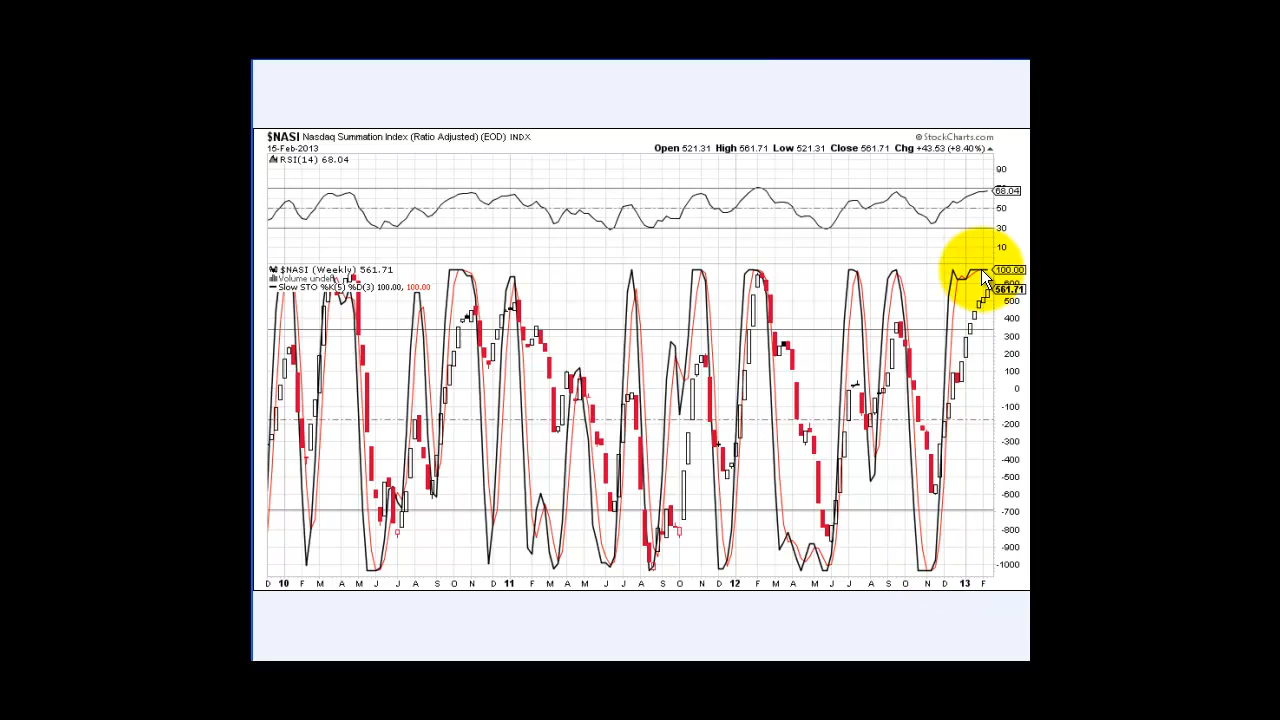 $NASI Nasdaq Summation Index (Ratio Adjusted) (EOD) INDX
© StockCharts.com
15-Feb-2013
Open 521.31 High 561.71 Low 521.31 Close 561.71 Chg +43.53 (+8.40%)
RSI(14) 68.04
90
68.04
50
30
10
$NASI (Weekly) 561.71
100.00
Slow STO %K(5) %D(3) 100.00, 100.00
561.71
500
400
300
200
100
0
-100
-200
-300
-400
-500
-600
-700
-800
-900
-1000
D 10 F M A M J J A S O N D 11 F M A M J J A S O N D 12 F M A M J J A S O N D 13 F